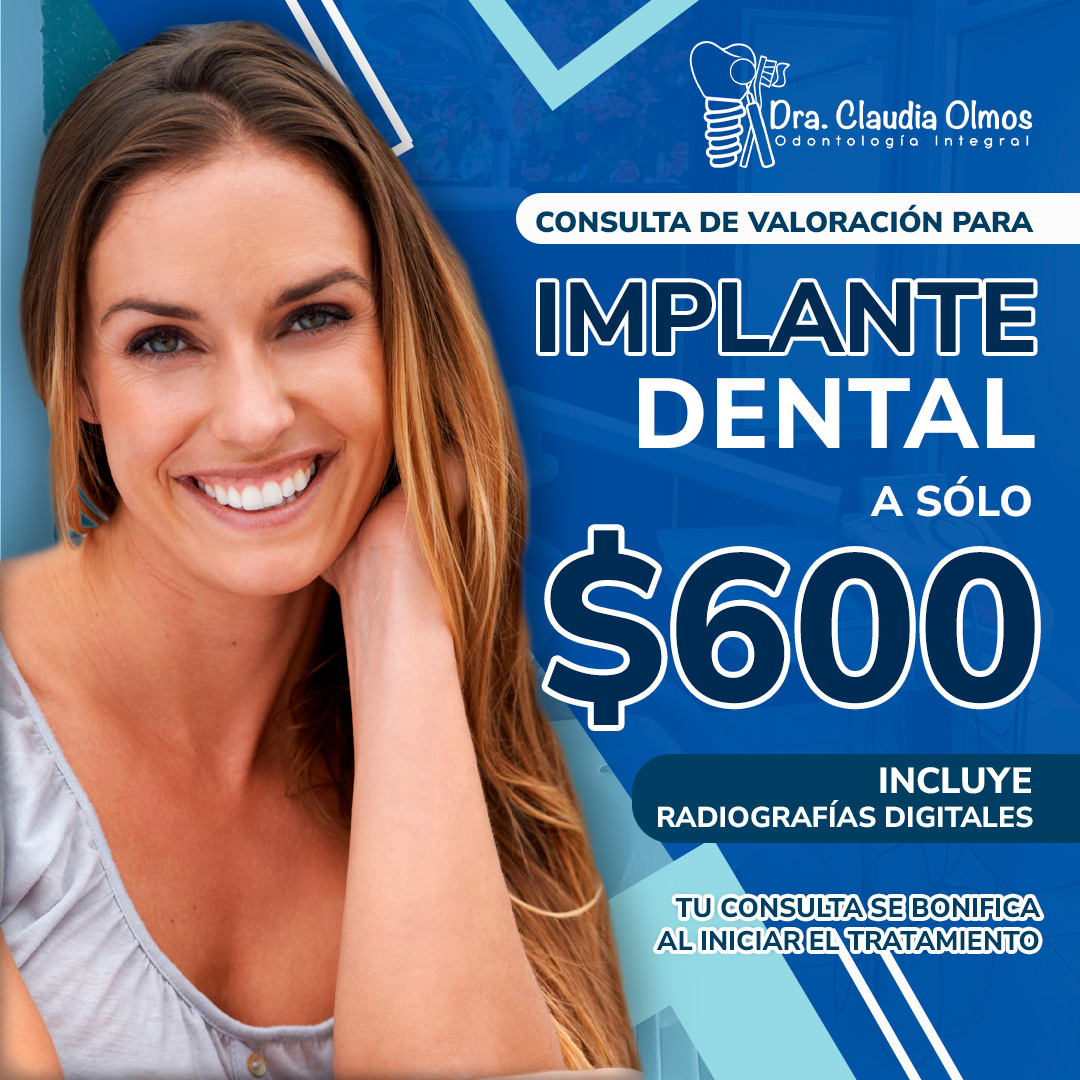 Dra. Claudia Olmos
Odontología Integral
CONSULTA DE VALORACIÓN PARA
IMPLANTE
DENTAL
A SÓLO
$600
INCLUYE
RADIOGRAFÍAS DIGITALES
TU CONSULTA SE BONIFICA
AL INICIAR EL TRATAMIENTO